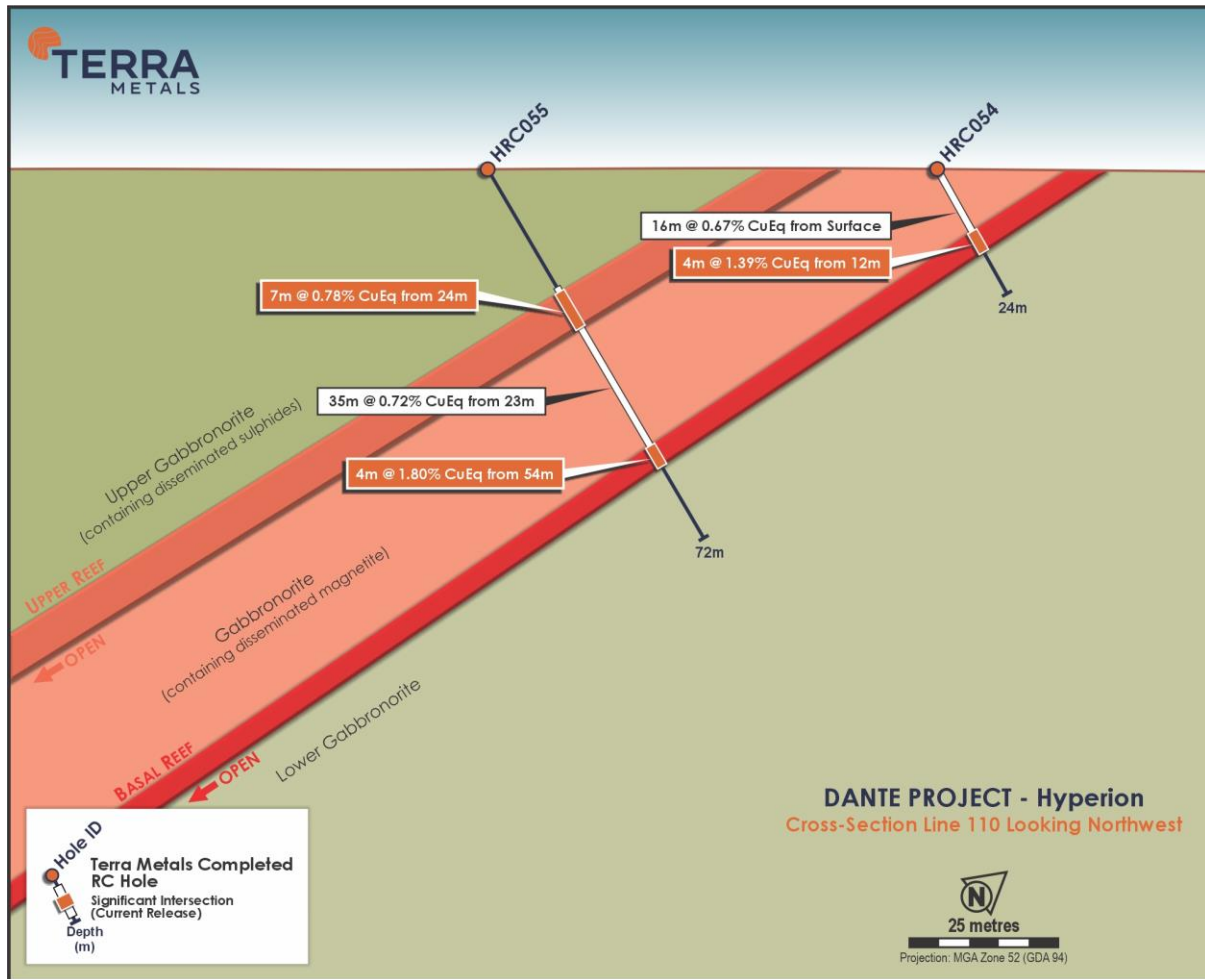 TERRA
METALS
HRC055
HRC054
16m @ 0.67% CuEq from Surface
4m @ 1.39% CuEq from 12m
7m @ 0.78% CuEq from 24m
24m
35m @ 0.72% CuEq from 23m
4m @ 1.80% CuEq from 54m
72m
Upper Gabbronorite
(containing disseminated sulphides)
UPPER REEF
OPEN
Gabbronorite
(containing disseminated magnetite)
BASAL REEF
OPEN
Lower Gabbronorite
DANTE PROJECT - Hyperion
Cross-Section Line 110 Looking Northwest
Hole ID
Terra Metals Completed
RC Hole
Significant Intersection
(Current Release)
Depth
(m)
N
25 metres
Projection: MGA Zone 52 (GDA 94)